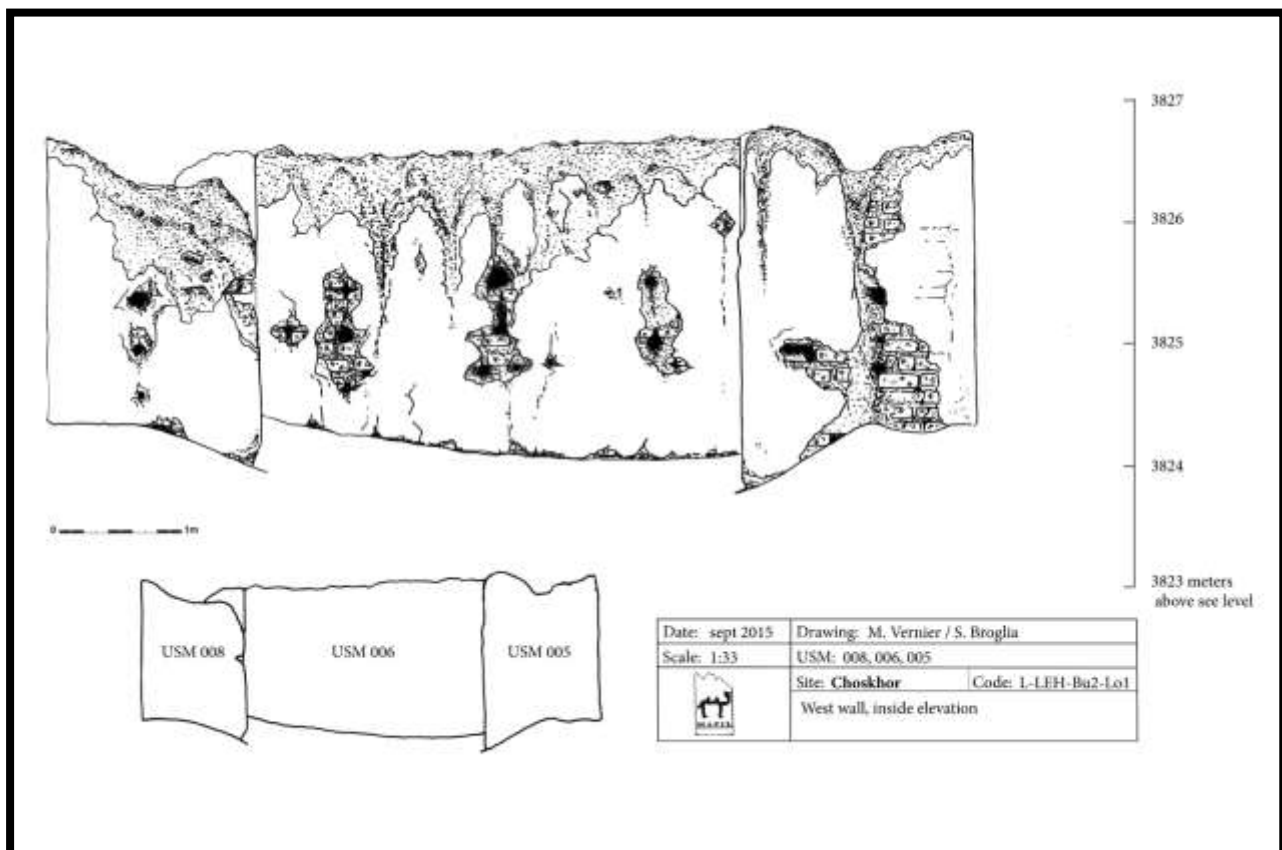 3827
3826
3825
3824
3823 meters
above see level
0 1m
USM 008
USM 006
USM 005
Date: sept 2015
Drawing: M. Vernier / S. Broglia
Scale: 1:33
USM: 008, 006, 005
Site: Choskhor
Code: L-LEH-Bu2-Lo1
West wall, inside elevation